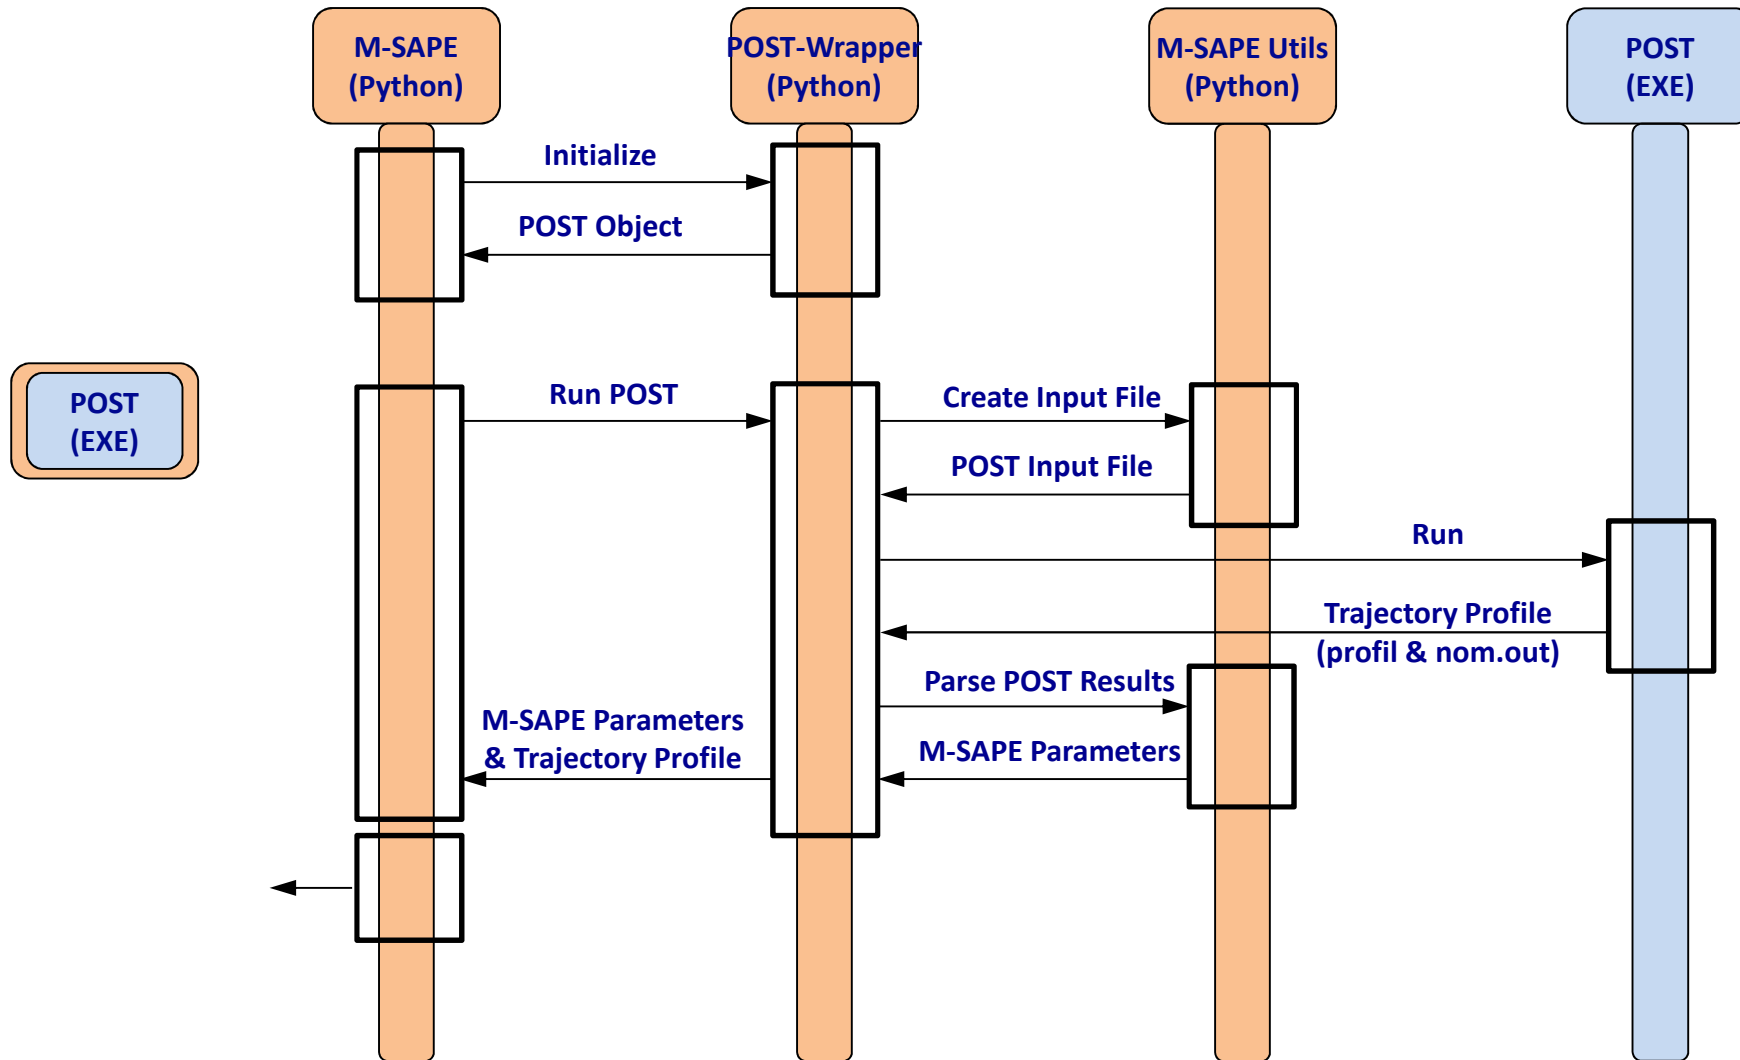 M-SAPE
(Python)
POST-Wrapper
(Python)
M-SAPE Utils
(Python)
POST
(EXE)
Initialize
POST Object
POST
(EXE)
Run POST
Create Input File
POST Input File
Run
Trajectory Profile
(profil & nom.out)
Parse POST Results
M-SAPE Parameters
& Trajectory Profile
M-SAPE Parameters